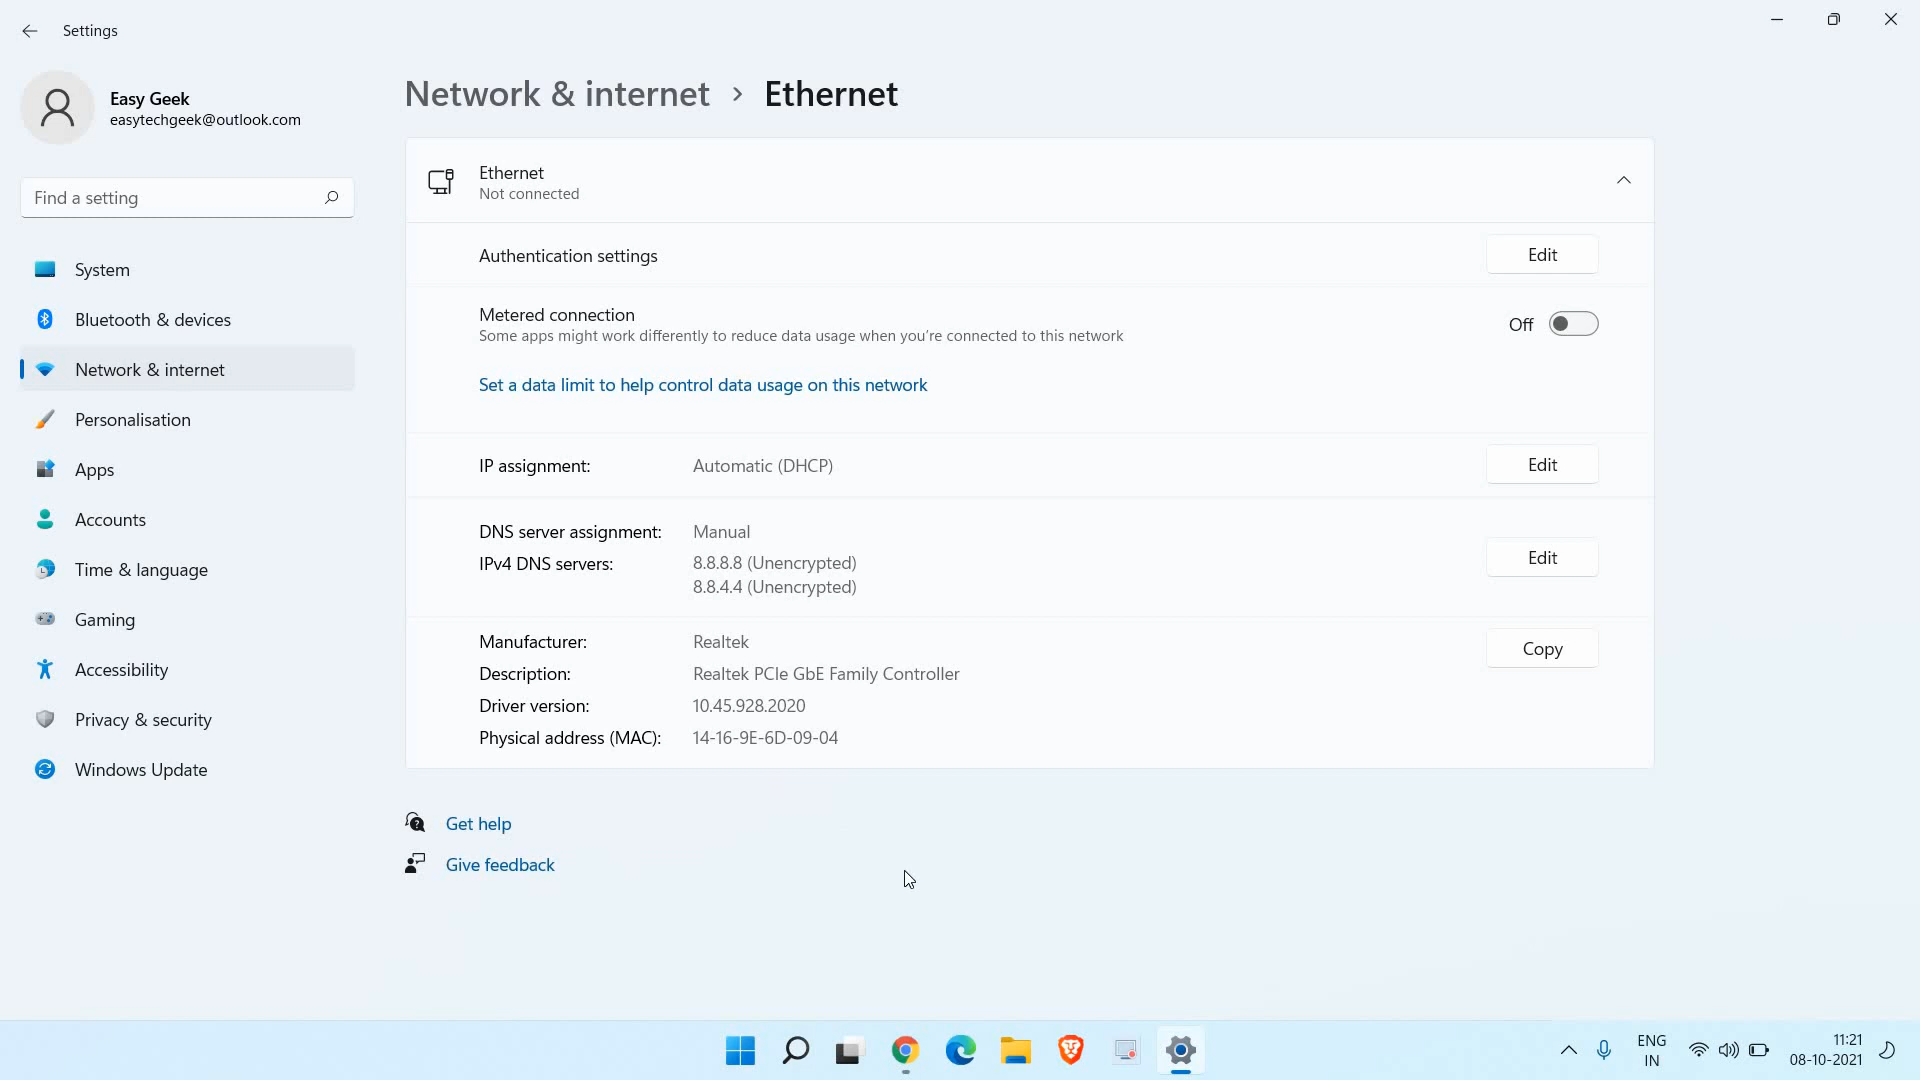 Settings
Easy Geek
easytechgeek@outlook.com
Find a setting
System
Bluetooth & devices
Network & internet
Personalisation
Apps
Accounts
Time & language
Gaming
Accessibility
Privacy & security
Windows Update
Network & internet > Ethernet
Ethernet
Not connected
Authentication settings Edit
Metered connection
Some apps might work differently to reduce data usage when you're connected to this network
Off
Set a data limit to help control data usage on this network
IP assignment: Automatic (DHCP) Edit
DNS server assignment: Manual
IPv4 DNS servers: 8.8.8.8 (Unencrypted)
8.8.4.4 (Unencrypted)
Edit
Manufacturer: Realtek
Copy
Description: Realtek PCIe GbE Family Controller
Driver version: 10.45.928.2020
Physical address (MAC): 14-16-9E-6D-09-04
Get help
Give feedback
ENG
IN
11:21
08-10-2021